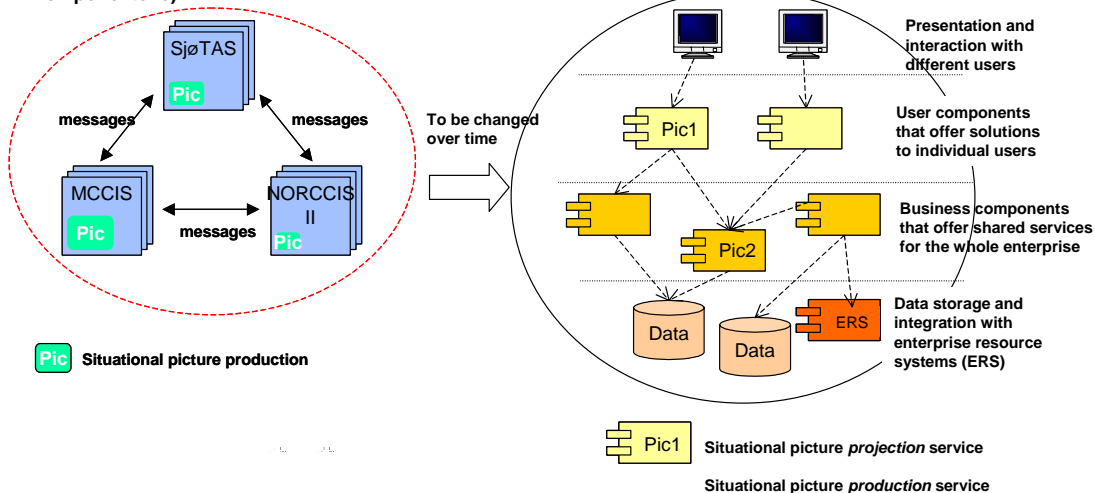 SjøTAS
Pic
messages
messages
MCCIS
Pic
messages
NORCCIS
II
Pic
Pic Situational picture production
To be changed
over time
Presentation and
interaction with
different users
Pic1
User components
that offer solutions
to individual users
Pic2
Business components
that offer shared services
for the whole enterprise
Data
Data
ERS
Data storage and
integration with
enterprise resource
systems (ERS)
Pic1 Situational picture projection service
Situational picture production service